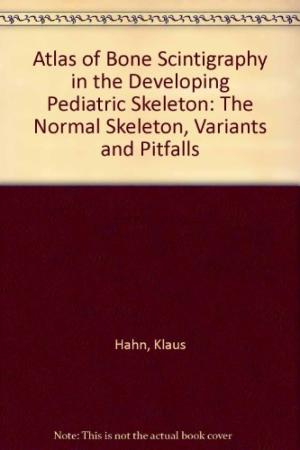 Atlas of Bone Scintigraphy
in the Developing
Pediatric Skeleton: The
Normal Skeleton, Variants
and Pitfalls
Hahn, Klaus
Note: This is not the actual book cover